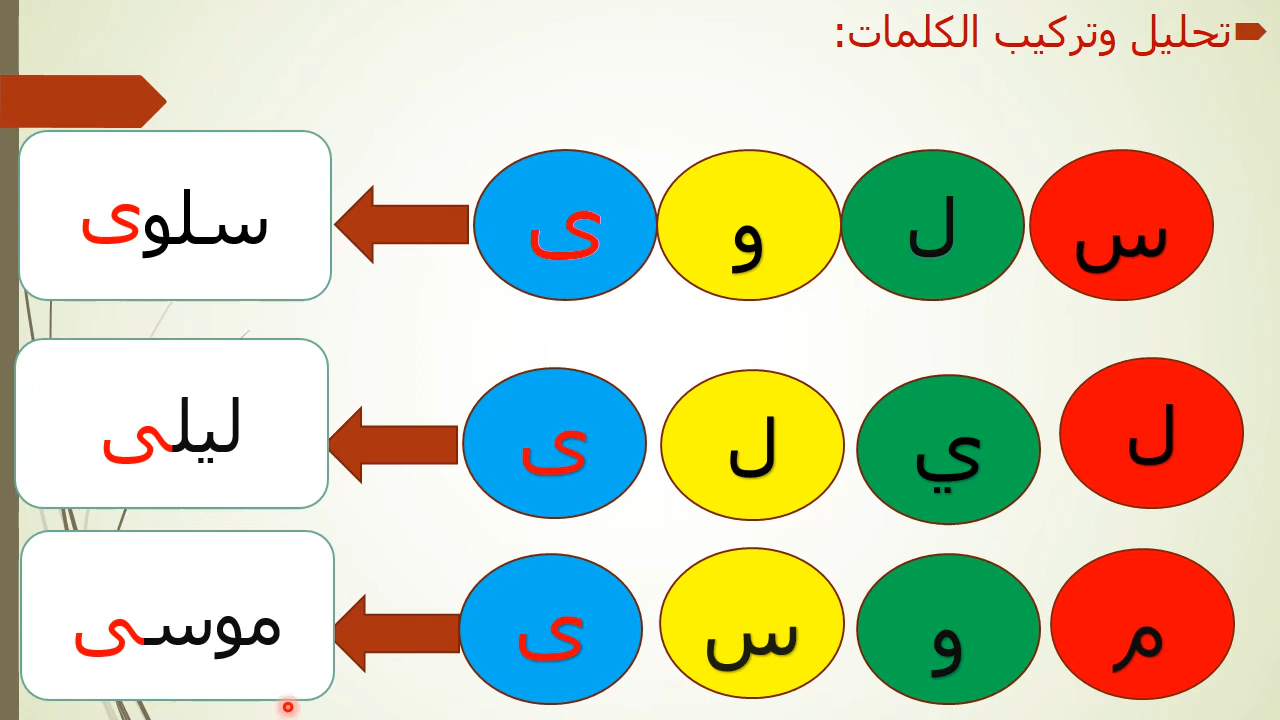 تحليل وتركيب الكلمات:
س ل و ى سلوى
ل ي ل ى ليلى
م و س ى موسى